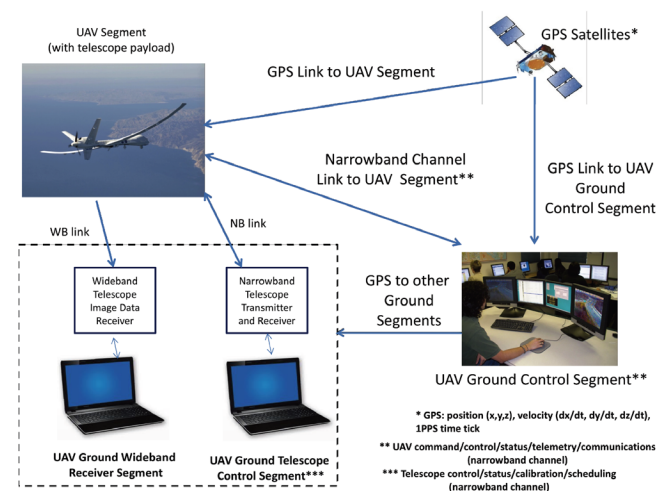 UAV Segment
(with telescope payload)
GPS Satellites*
GPS Link to UAV Segment
Narrowband Channel
Link to UAV Segment**
GPS Link to UAV
Ground
Control Segment
WB link
NB link
Wideband
Telescope
Image Data
Receiver
Narrowband
Telescope
Transmitter
and Receiver
GPS to other
Ground
Segments
UAV Ground Control Segment**
UAV Ground Wideband
Receiver Segment
UAV Ground Telescope
Control Segment***
* GPS: position (x,y,z), velocity (dx/dt, dy/dt, dz/dt),
1PPS time tick
** UAV command/control/status/telemetry/communications
(narrowband channel)
*** Telescope control/status/calibration/scheduling
(narrowband channel)